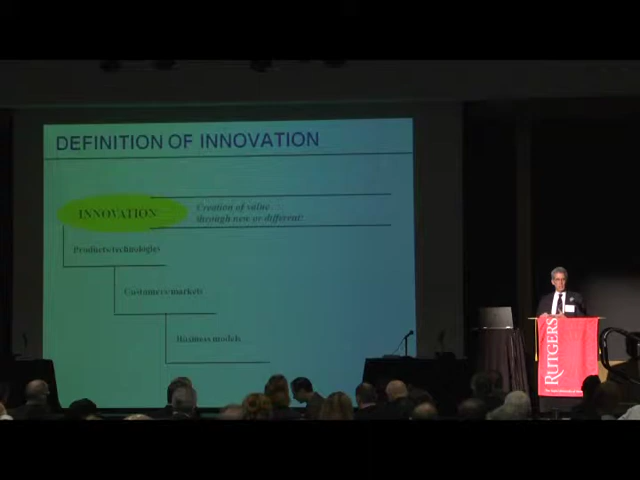 DEFINITION OF INNOVATION
INNOVATION
Creation of value . . .
through new or different:
Products/technologies
Customers/markets
Business models
RUTGERS